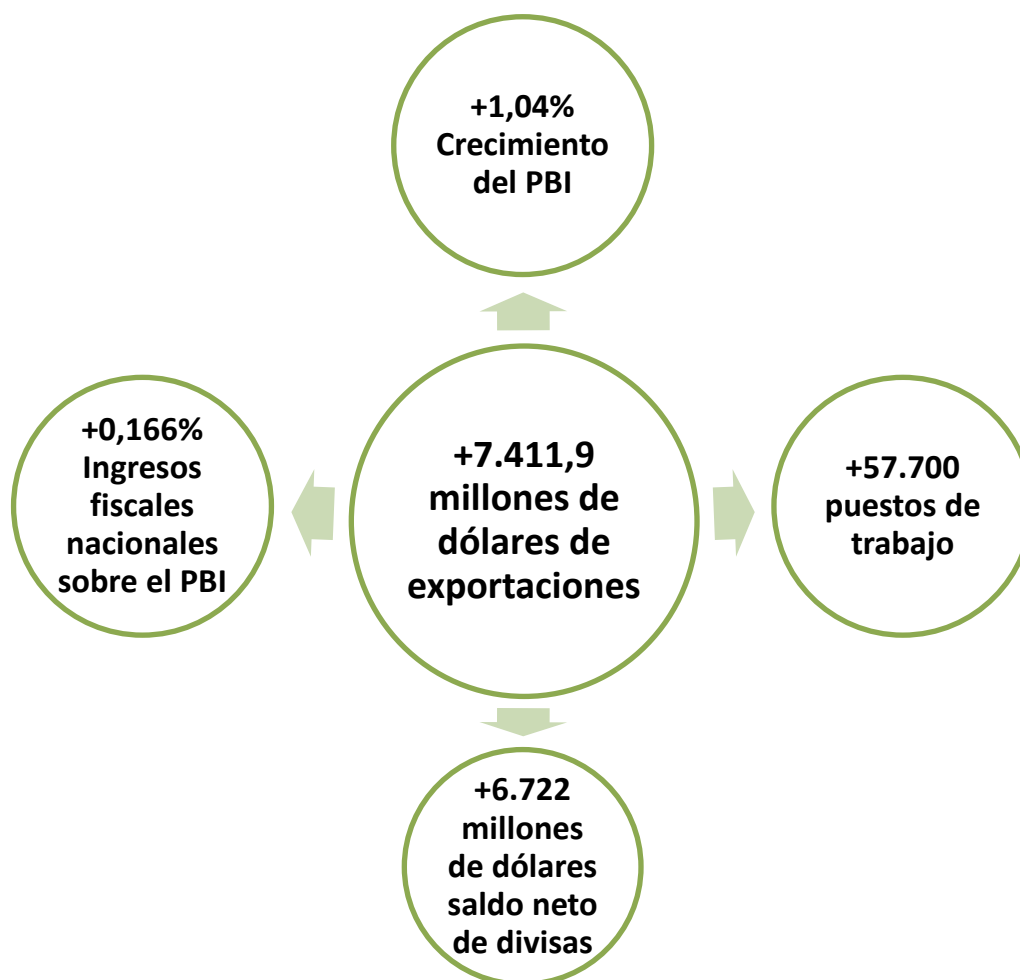 +1,04%
Crecimiento
del PBI
+0,166%
Ingresos
fiscales
nacionales
sobre el PBI
+7.411,9
millones de
dólares de
exportaciones
+57.700
puestos de
trabajo
+6.722
millones
de dólares
saldo neto
de divisas